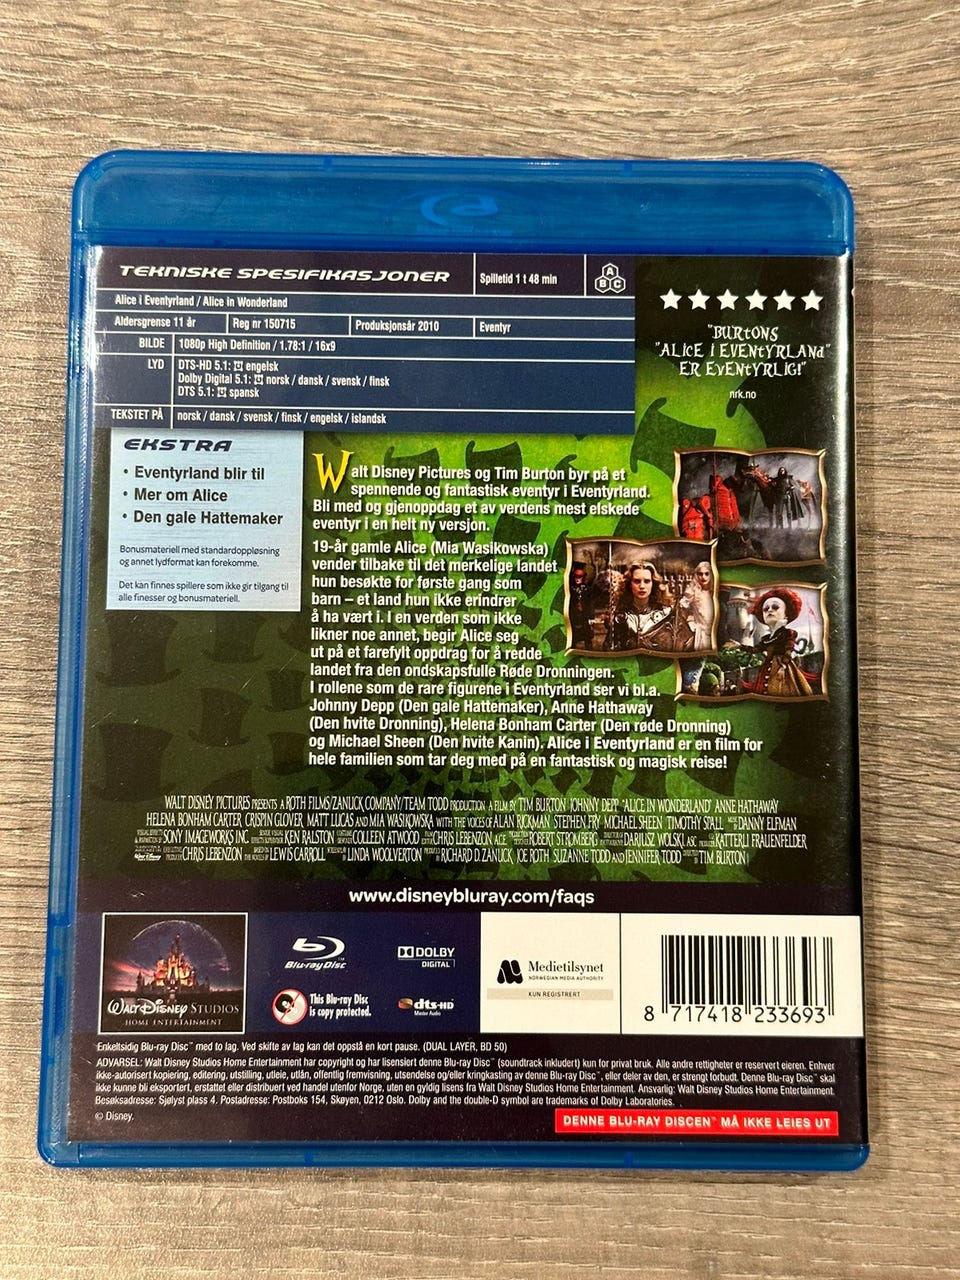 TEKNISKE SPESIFIKASJONER
Spilletid 1 t 48 min
A
B C
Alice i Eventyrland / Alice in Wonderland
Aldersgrense 11 år
Reg nr 150715
Produksjonsår 2010
Eventyr
BILDE
1080p High Definition / 1.78:1 / 16x9
LYD
DTS-HD 5.1: engelsk
Dolby Digital 5.1: norsk / dansk / svensk / finsk
DTS 5.1: spansk
TEKSTET PÅ
norsk / dansk / svensk / finsk / engelsk / islandsk
"BURTONS
"ALICE I EVENTYRLAND"
ER EVENTYRLIG!"
nrk.no
EKSTRA
• Eventyrland blir til
• Mer om Alice
• Den gale Hattemaker
Bonusmateriell med standardoppløsning
og annet lydformat kan forekomme.
Det kan finnes spillere som ikke gir tilgang til
alle finesser og bonusmateriell.
Walt Disney Pictures og Tim Burton byr på et
spennende og fantastisk eventyr i Eventyrland.
Bli med og gjenoppdag et av verdens mest elskede
eventyr i en helt ny versjon.
19-år gamle Alice (Mia Wasikowska)
vender tilbake til det merkelige landet
hun besøkte for første gang som
barn – et land hun ikke erindrer
å ha vært i. I en verden som ikke
likner noe annet, begir Alice seg
ut på et farefylt oppdrag for å redde
landet fra den ondskapsfulle Røde Dronningen.
I rollene som de rare figurene i Eventyrland ser vi bl.a.
Johnny Depp (Den gale Hattemaker), Anne Hathaway
(Den hvite Dronning), Helena Bonham Carter (Den røde Dronning)
og Michael Sheen (Den hvite Kanin). Alice i Eventyrland er en film for
hele familien som tar deg med på en fantastisk og magisk reise!
WALT DISNEY PICTURES PRESENTS A ROTH FILMS/ZANUCK COMPANY/TEAM TODD PRODUCTION A FILM BY TIM BURTON JOHNNY DEPP "ALICE IN WONDERLAND" ANNE HATHAWAY
HELENA BONHAM CARTER CRISPIN GLOVER MATT LUCAS AND MIA WASIKOWSKA WITH THE VOICES OF ALAN RICKMAN STEPHEN FRY MICHAEL SHEEN TIMOTHY SPALL MUSIC BY DANNY ELFMAN
SONY IMAGEWORKS INC. KEN RALSTON COLLEEN ATWOOD CHRIS LEBENZON A.C.E. ROBERT STROMBERG DARIUSZ WOLSKI ASC KATTERLI FRAUENFELDER
CHRIS LEBENZON LEWIS CARROLL LINDA WOOLVERTON RICHARD D. ZANUCK JOE ROTH SUZANNE TODD AND JENNIFER TODD TIM BURTON
www.disneybluray.com/faqs
WALT DISNEY STUDIOS
HOME ENTERTAINMENT
Blu-ray Disc™
DOLBY
DIGITAL
This Blu-ray Disc
is copy protected.
dts-HD
Master Audio
Medietilsynet
NORWEGIAN MEDIA AUTHORITY
KUN REGISTRERT
8 717418 233693
Enkeltsidig Blu-ray Disc™ med to lag. Ved skifte av lag kan det oppstå en kort pause. (DUAL LAYER, BD 50)
ADVARSEL: Walt Disney Studios Home Entertainment har copyright og har lisensiert denne Blu-ray Disc™ (soundtrack inkludert) kun for privat bruk. Alle andre rettigheter er reservert eieren. Enhver
ikke-autorisert kopiering, editering, utstilling, utleie, utlån, offentlig fremvisning, utsendelse og/eller kringkasting av denne Blu-ray Disc™, eller deler av den, er strengt forbudt. Denne Blu-ray Disc™ skal
ikke kunne bli eksportert, erstattet eller distribuert ved handel utenfor Norge, uten en gyldig lisens fra Walt Disney Studios Home Entertainment. Ansvarlig: Walt Disney Studios Home Entertainment.
Besøksadresse: Sjølyst plass 4. Postadresse: Postboks 154, Skøyen, 0212 Oslo. Dolby and the double-D symbol are trademarks of Dolby Laboratories.
© Disney.
DENNE BLU-RAY DISCEN™ MÅ IKKE LEIES UT